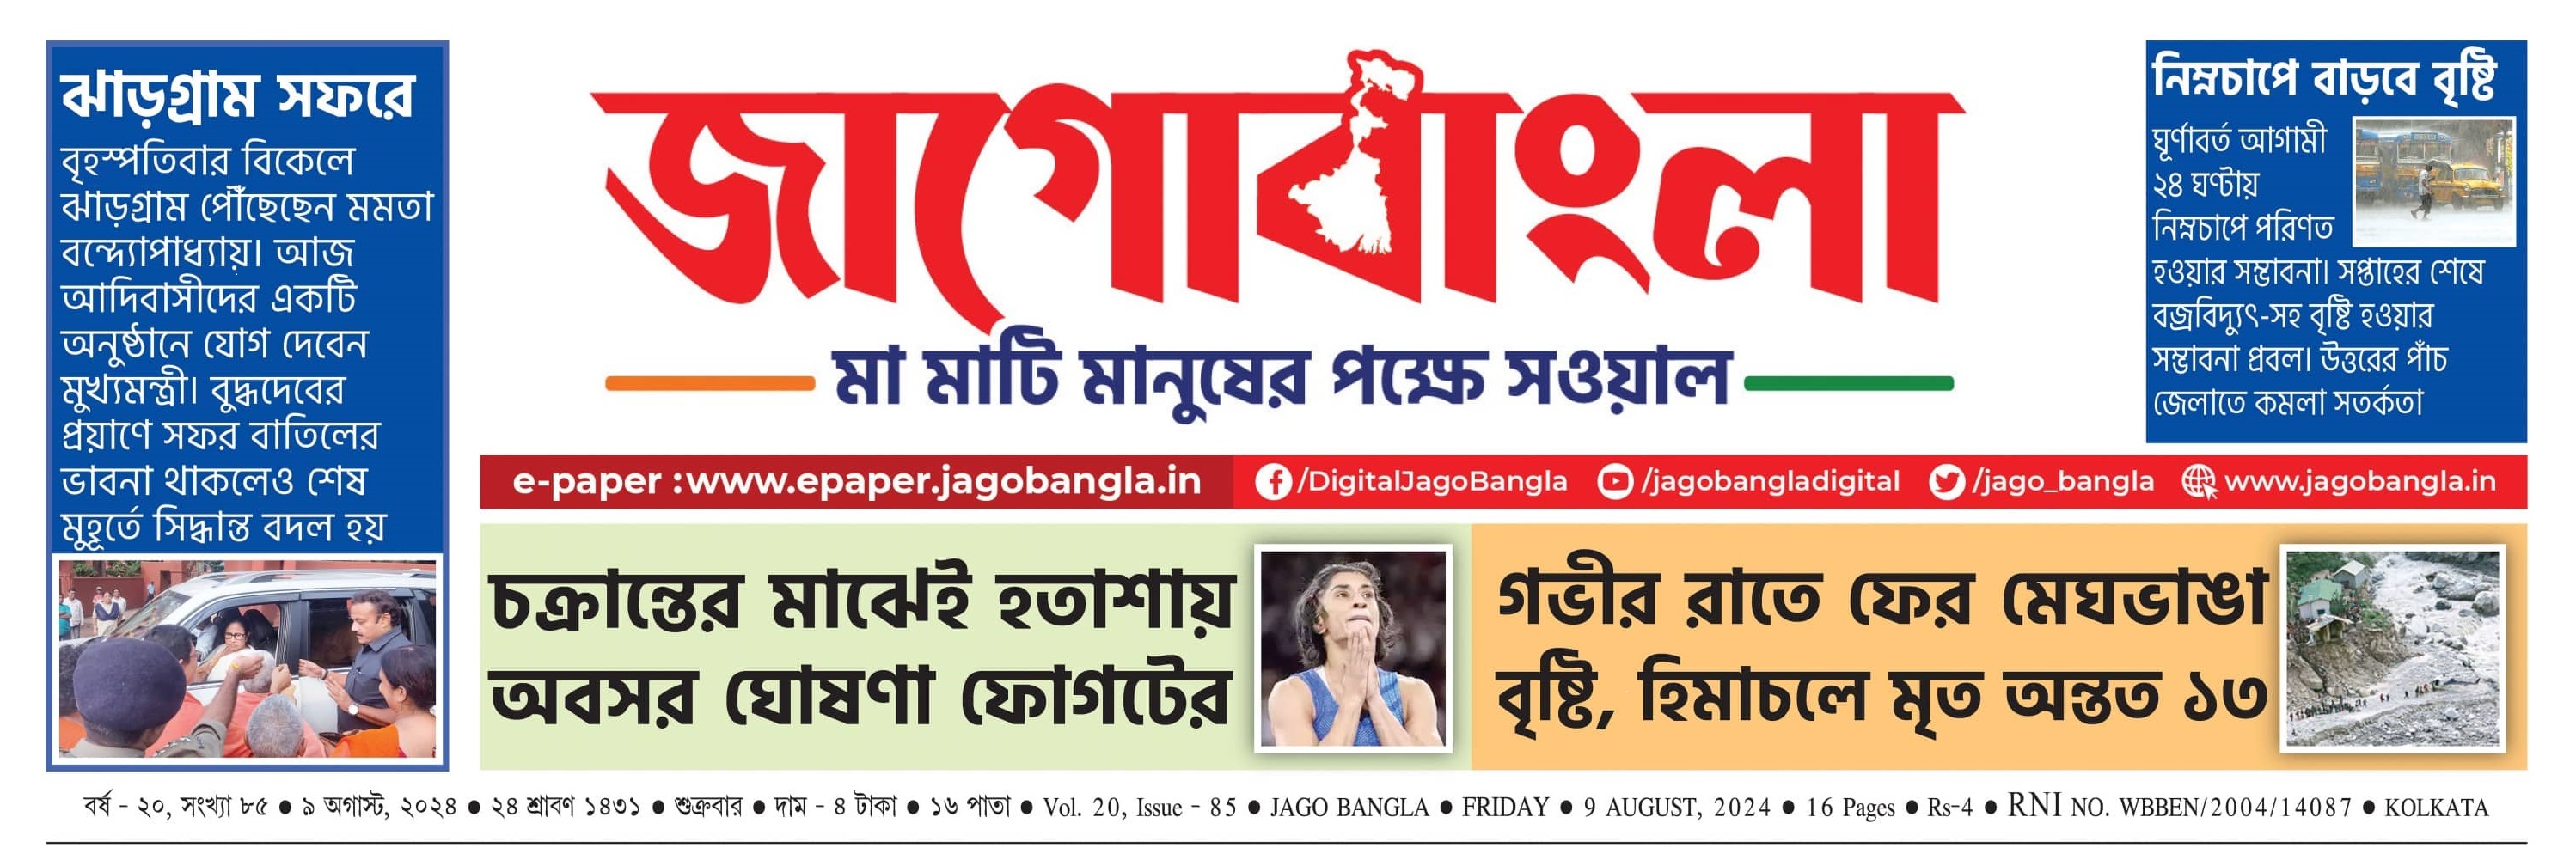 ঝাড়গ্রাম সফরে
বৃহস্পতিবার বিকেলে
ঝাড়গ্রাম পৌঁছেছেন মমতা
বন্দ্যোপাধ্যায়। আজ
আদিবাসীদের একটি
অনুষ্ঠানে যোগ দেবেন
মুখ্যমন্ত্রী। বুদ্ধদেবের
প্রয়াণে সফর বাতিলের
ভাবনা থাকলেও শেষ
মুহূর্তে সিদ্ধান্ত বদল হয়
জাগোবাংলা
মা মাটি মানুষের পক্ষে সওয়াল
নিম্নচাপে বাড়বে বৃষ্টি
ঘূর্ণাবর্ত আগামী
২৪ ঘণ্টায়
নিম্নচাপে পরিণত
হওয়ার সম্ভাবনা। সপ্তাহের শেষে
বজ্রবিদ্যুৎ-সহ বৃষ্টি হওয়ার
সম্ভাবনা প্রবল। উত্তরের পাঁচ
জেলাতে কমলা সতর্কতা
e-paper :www.epaper.jagobangla.in /DigitalJagoBangla /jagobangladigital /jago_bangla www.jagobangla.in
চক্রান্তের মাঝেই হতাশায়
অবসর ঘোষণা ফোগটের
গভীর রাতে ফের মেঘভাঙা
বৃষ্টি, হিমাচলে মৃত অন্তত ১৩
বর্ষ - ২০, সংখ্যা ৮৫ ● ৯ অগাস্ট, ২০২৪ ● ২৪ শ্রাবণ ১৪৩১ ● শুক্রবার ● দাম - ৪ টাকা ● ১৬ পাতা ● Vol. 20, Issue - 85 ● JAGO BANGLA ● FRIDAY ● 9 AUGUST, 2024 ● 16 Pages ● Rs-4 ● RNI NO. WBBEN/2004/14087 ● KOLKATA